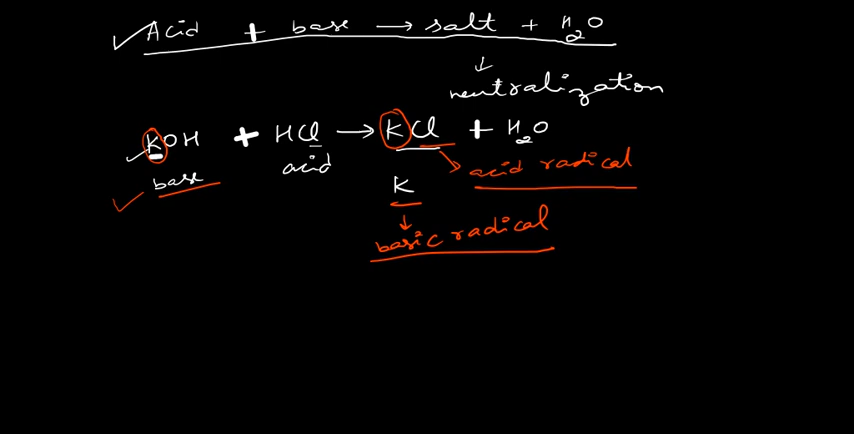 ✓ Acid + base → salt + H₂O
↓
neutralization
✓ KOH + HCl → KCl + H₂O
✓ base acid → acid radical
K
↓
basic radical